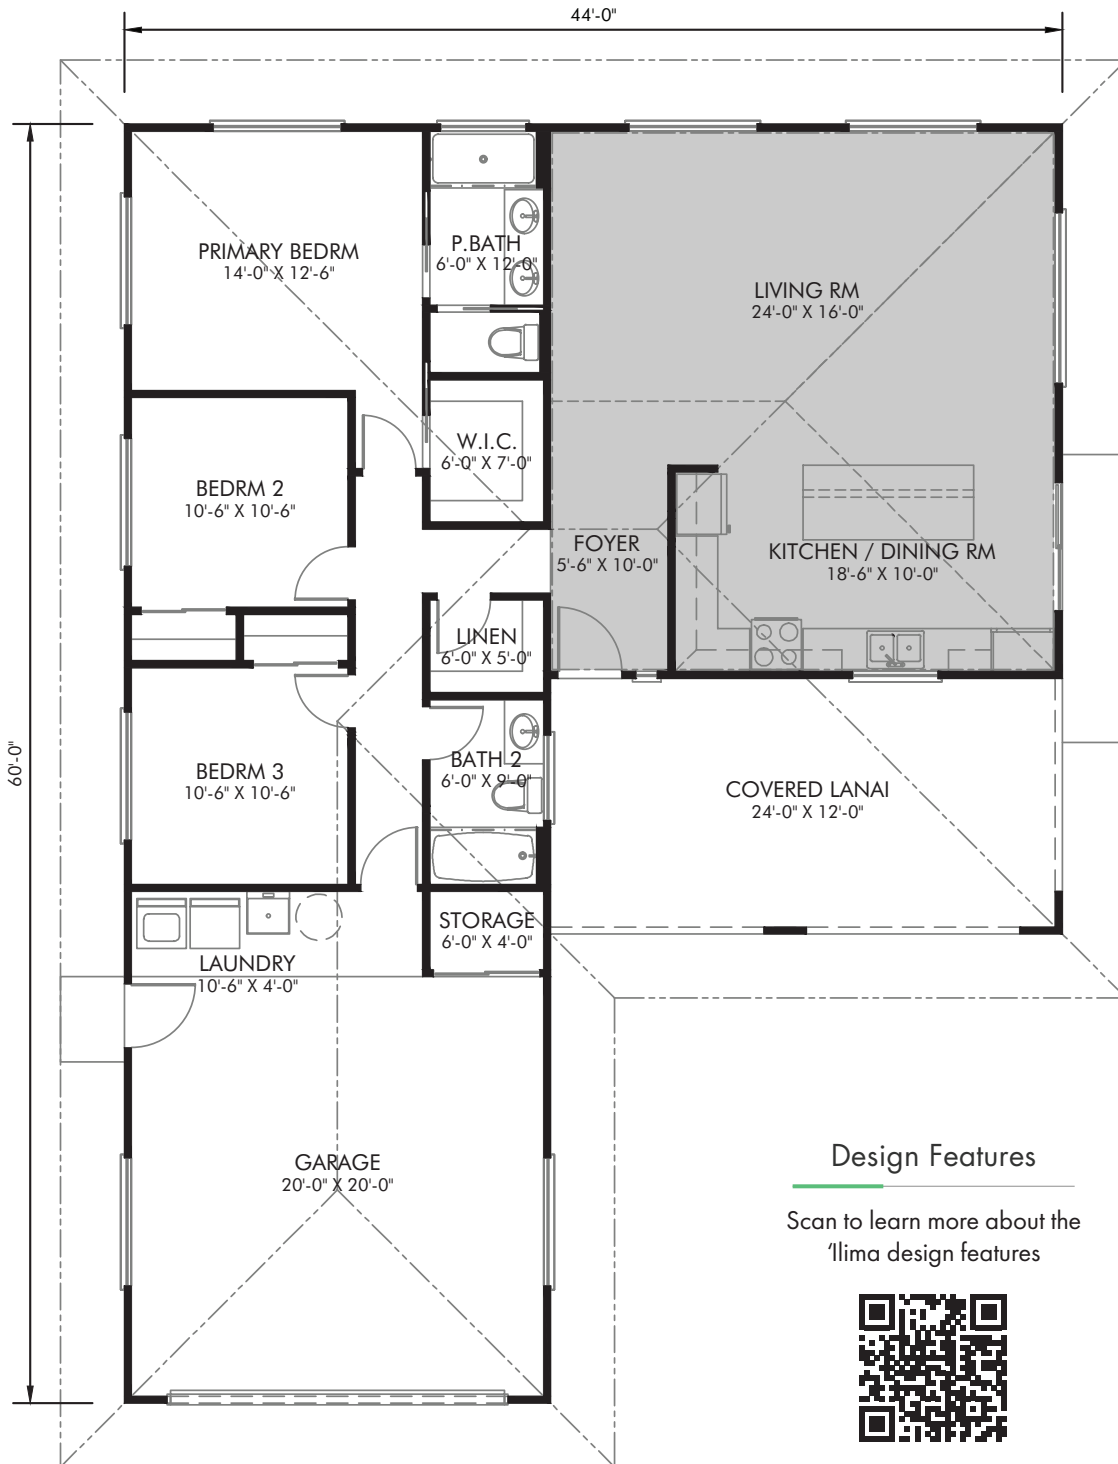 44'-0"
PRIMARY BEDRM
14'-0" X 12'-6"
P.BATH
6'-0" X 12'-0"
LIVING RM
24'-0" X 16'-0"
W.I.C.
6'-0" X 7'-0"
BEDRM 2
10'-6" X 10'-6"
FOYER
5'-6" X 10'-0"
KITCHEN / DINING RM
18'-6" X 10'-0"
LINEN
6'-0" X 5'-0"
60'-0"
BEDRM 3
10'-6" X 10'-6"
BATH 2
6'-0" X 9'-0"
COVERED LANAI
24'-0" X 12'-0"
STORAGE
6'-0" X 4'-0"
LAUNDRY
10'-6" X 4'-0"
GARAGE
20'-0" X 20'-0"
Design Features
Scan to learn more about the
‘Ilima design features